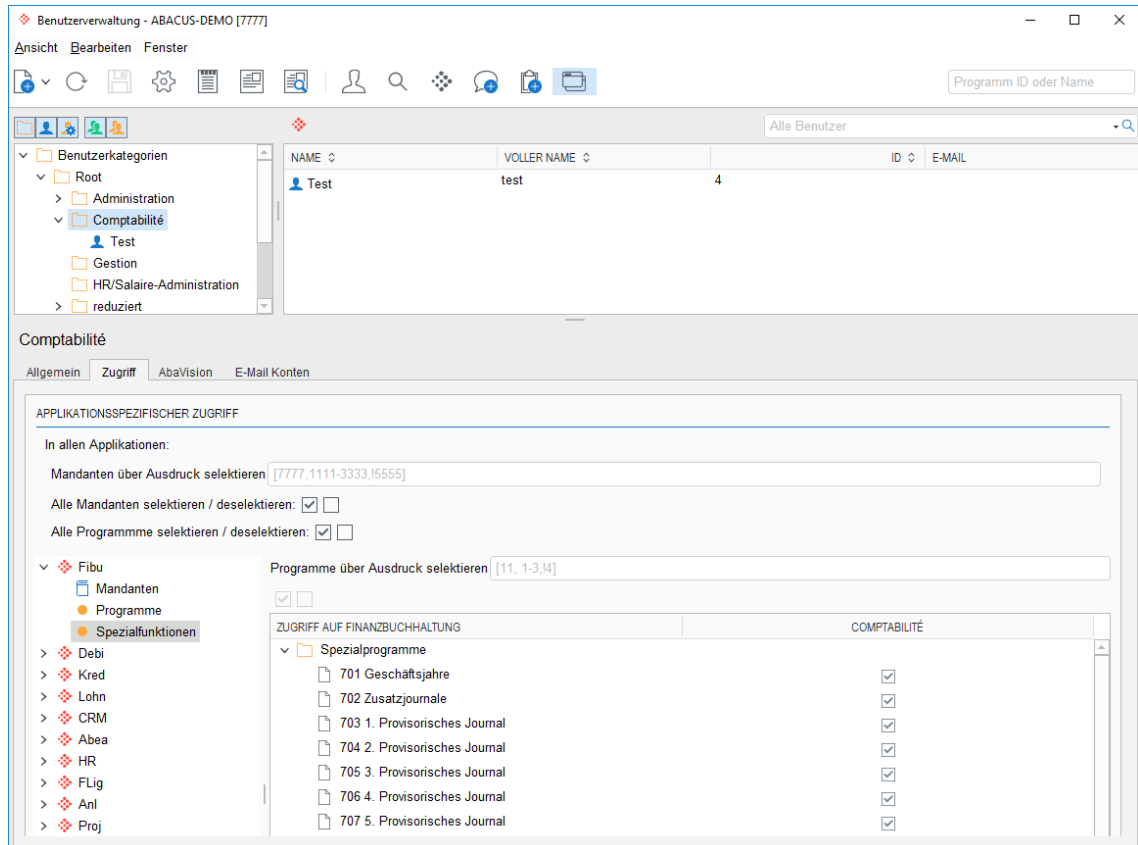 Benutzerverwaltung - ABACUS-DEMO [7777]
Ansicht Bearbeiten Fenster
Programm ID oder Name
Alle Benutzer
Benutzerkategorien
Root
Administration
Comptabilité
Test
Gestion
HR/Salaire-Administration
reduziert
NAME VOLLER NAME ID E-MAIL
Test test 4
Comptabilité
Allgemein Zugriff AbaVision E-Mail Konten
APPLIKATIONSSPEZIFISCHER ZUGRIFF
In allen Applikationen:
Mandanten über Ausdruck selektieren [7777,1111-3333,!5555]
Alle Mandanten selektieren / deselektieren:
Alle Programmme selektieren / deselektieren:
Fibu
Mandanten
Programme
Spezialfunktionen
Debi
Kred
Lohn
CRM
Abea
HR
FLig
Anl
Proj
Programme über Ausdruck selektieren [11, 1-3,!4]
ZUGRIFF AUF FINANZBUCHHALTUNG COMPTABILITÉ
Spezialprogramme
701 Geschäftsjahre
702 Zusatzjournale
703 1. Provisorisches Journal
704 2. Provisorisches Journal
705 3. Provisorisches Journal
706 4. Provisorisches Journal
707 5. Provisorisches Journal